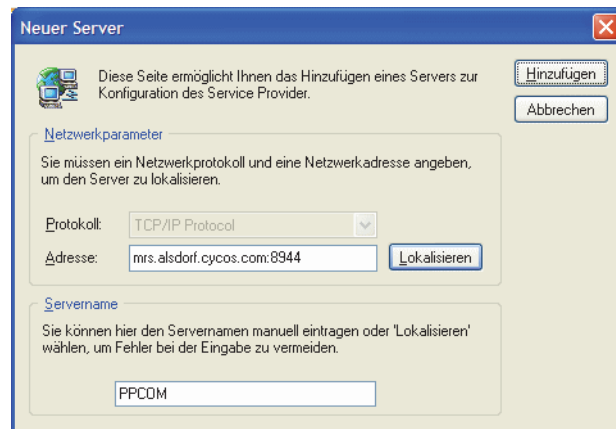 Neuer Server
Diese Seite ermöglicht Ihnen das Hinzufügen eines Servers zur
Konfiguration des Service Provider.
Hinzufügen
Abbrechen
Netzwerkparameter
Sie müssen ein Netzwerkprotokoll und eine Netzwerkadresse angeben,
um den Server zu lokalisieren.
Protokoll: TCP/IP Protocol
Adresse: mrs.alsdorf.cycos.com:8944 Lokalisieren
Servername
Sie können hier den Servernamen manuell eintragen oder 'Lokalisieren'
wählen, um Fehler bei der Eingabe zu vermeiden.
PPCOM